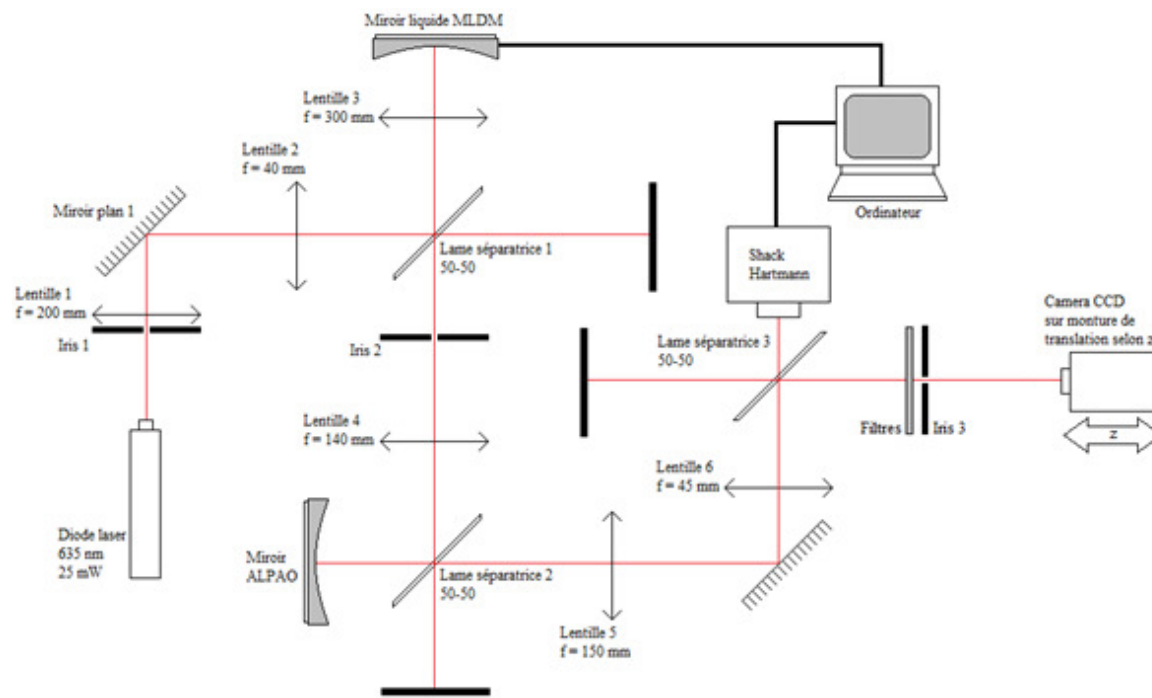 Miroir liquide MLDM
Lentille 3
f = 300 mm
Lentille 2
f = 40 mm
Miroir plan 1
Ordinateur
Lame séparatrice 1
50-50
Shack
Hartmann
Lentille 1
f = 200 mm
Camera CCD
sur monture de
translation selon z
Iris 1
Iris 2
Lame séparatrice 3
50-50
Lentille 4
f = 140 mm
Filtres
Iris 3
z
Lentille 6
f = 45 mm
Diode laser
635 nm
25 mW
Miroir
ALPAO
Lame séparatrice 2
50-50
Lentille 5
f = 150 mm